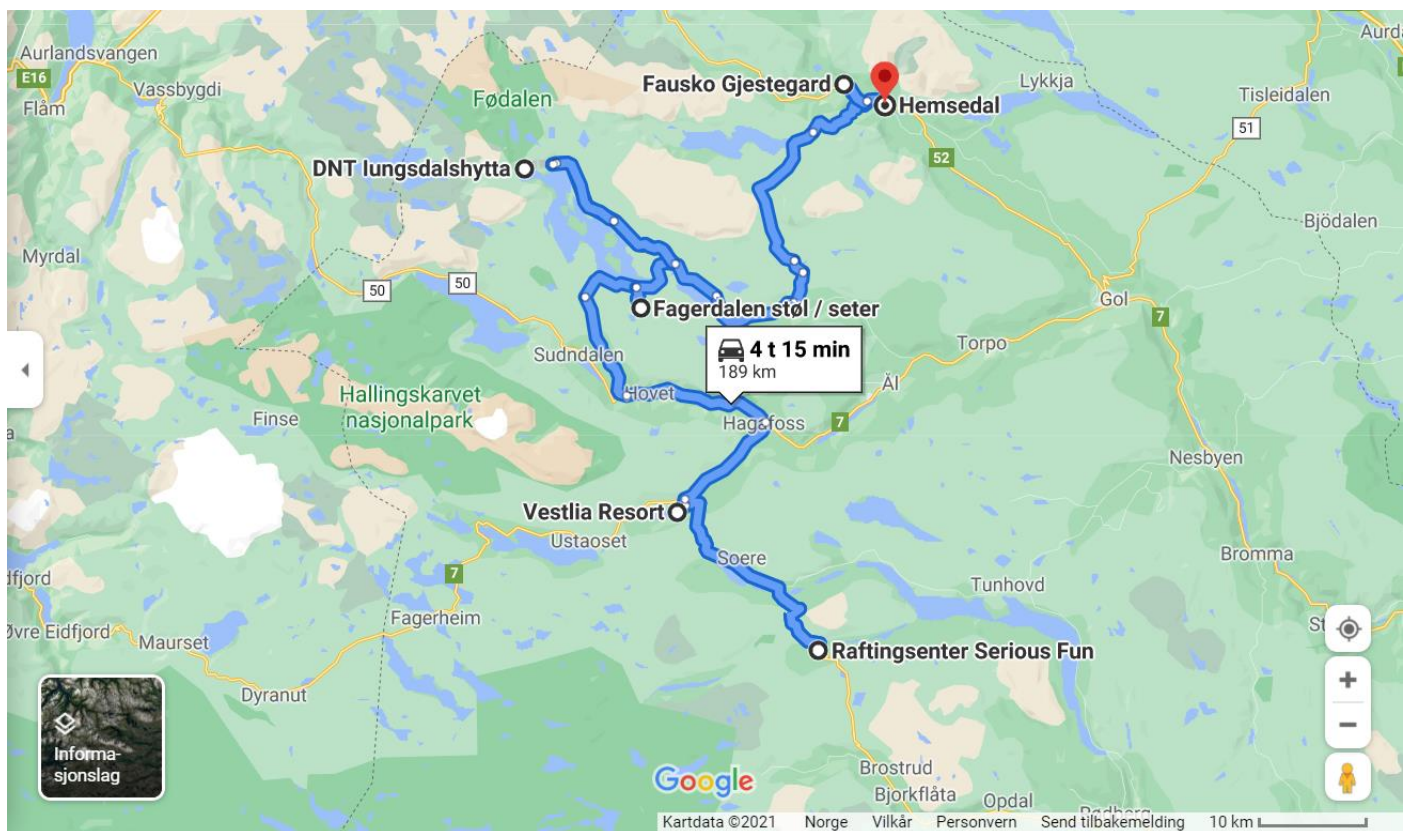 Aurlandsvangen
E16
Flåm
Vassbygdi
Fødalen
Fausko Gjestegard
Hemsedal
Lykkja
Tisleidalen
51
52
DNT Iungsdalshytta
Bjödalen
Myrdal
50
50
Gol
7
Fagerdalen støl / seter
4 t 15 min
189 km
Torpo
Sudndalen
Ål
Hovet
Hallingskarvet
nasjonalpark
Finse
Hagafoss
7
Nesbyen
Vestlia Resort
Ustaoset
Soere
Bromma
7
Tunhovd
Fagerheim
Øvre Eidfjord
Maurset
Raftingsenter Serious Fun
Dyranut
Informa-
sjonslag
Google
Brostrud
Bjorkflåta
Opdal
Kartdata ©2021 Norge Vilkår Personvern Send tilbakemelding 10 km